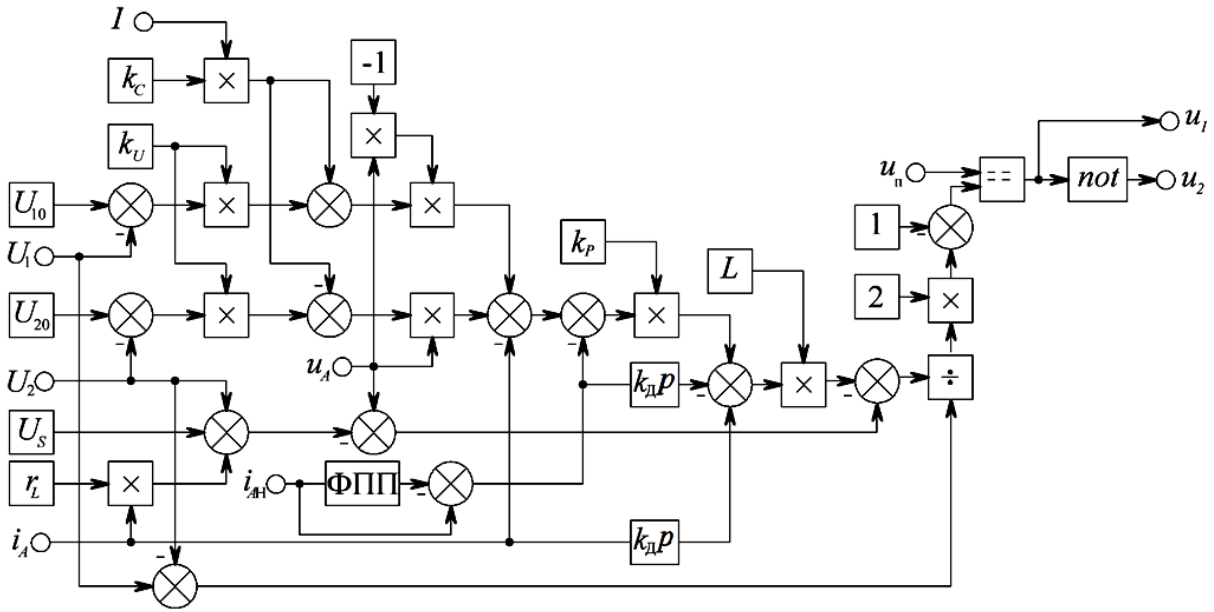 I
-1
k_C
×
×
k_U
u_1
u_п
==
not
u_2
U_10
×
×
1
U_1
k_P
L
2
×
U_20
×
×
×
u_A
U_2
k_Д p
×
÷
U_S
r_L
×
i_АН
ФПП
i_A
k_Д p